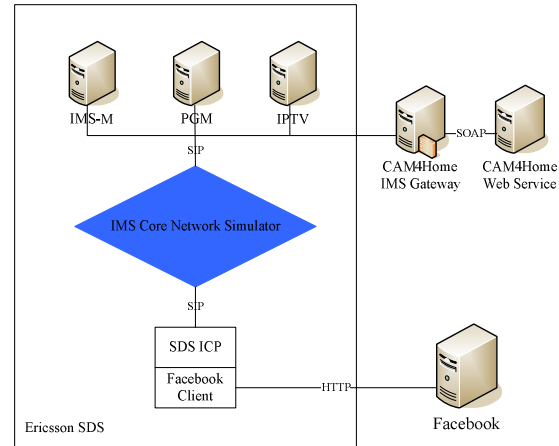 IMS-M
PGM
IPTV
SIP
SOAP
CAM4Home
IMS Gateway
CAM4Home
Web Service
IMS Core Network Simulator
SIP
SDS ICP
Facebook
Client
HTTP
Facebook
Ericsson SDS